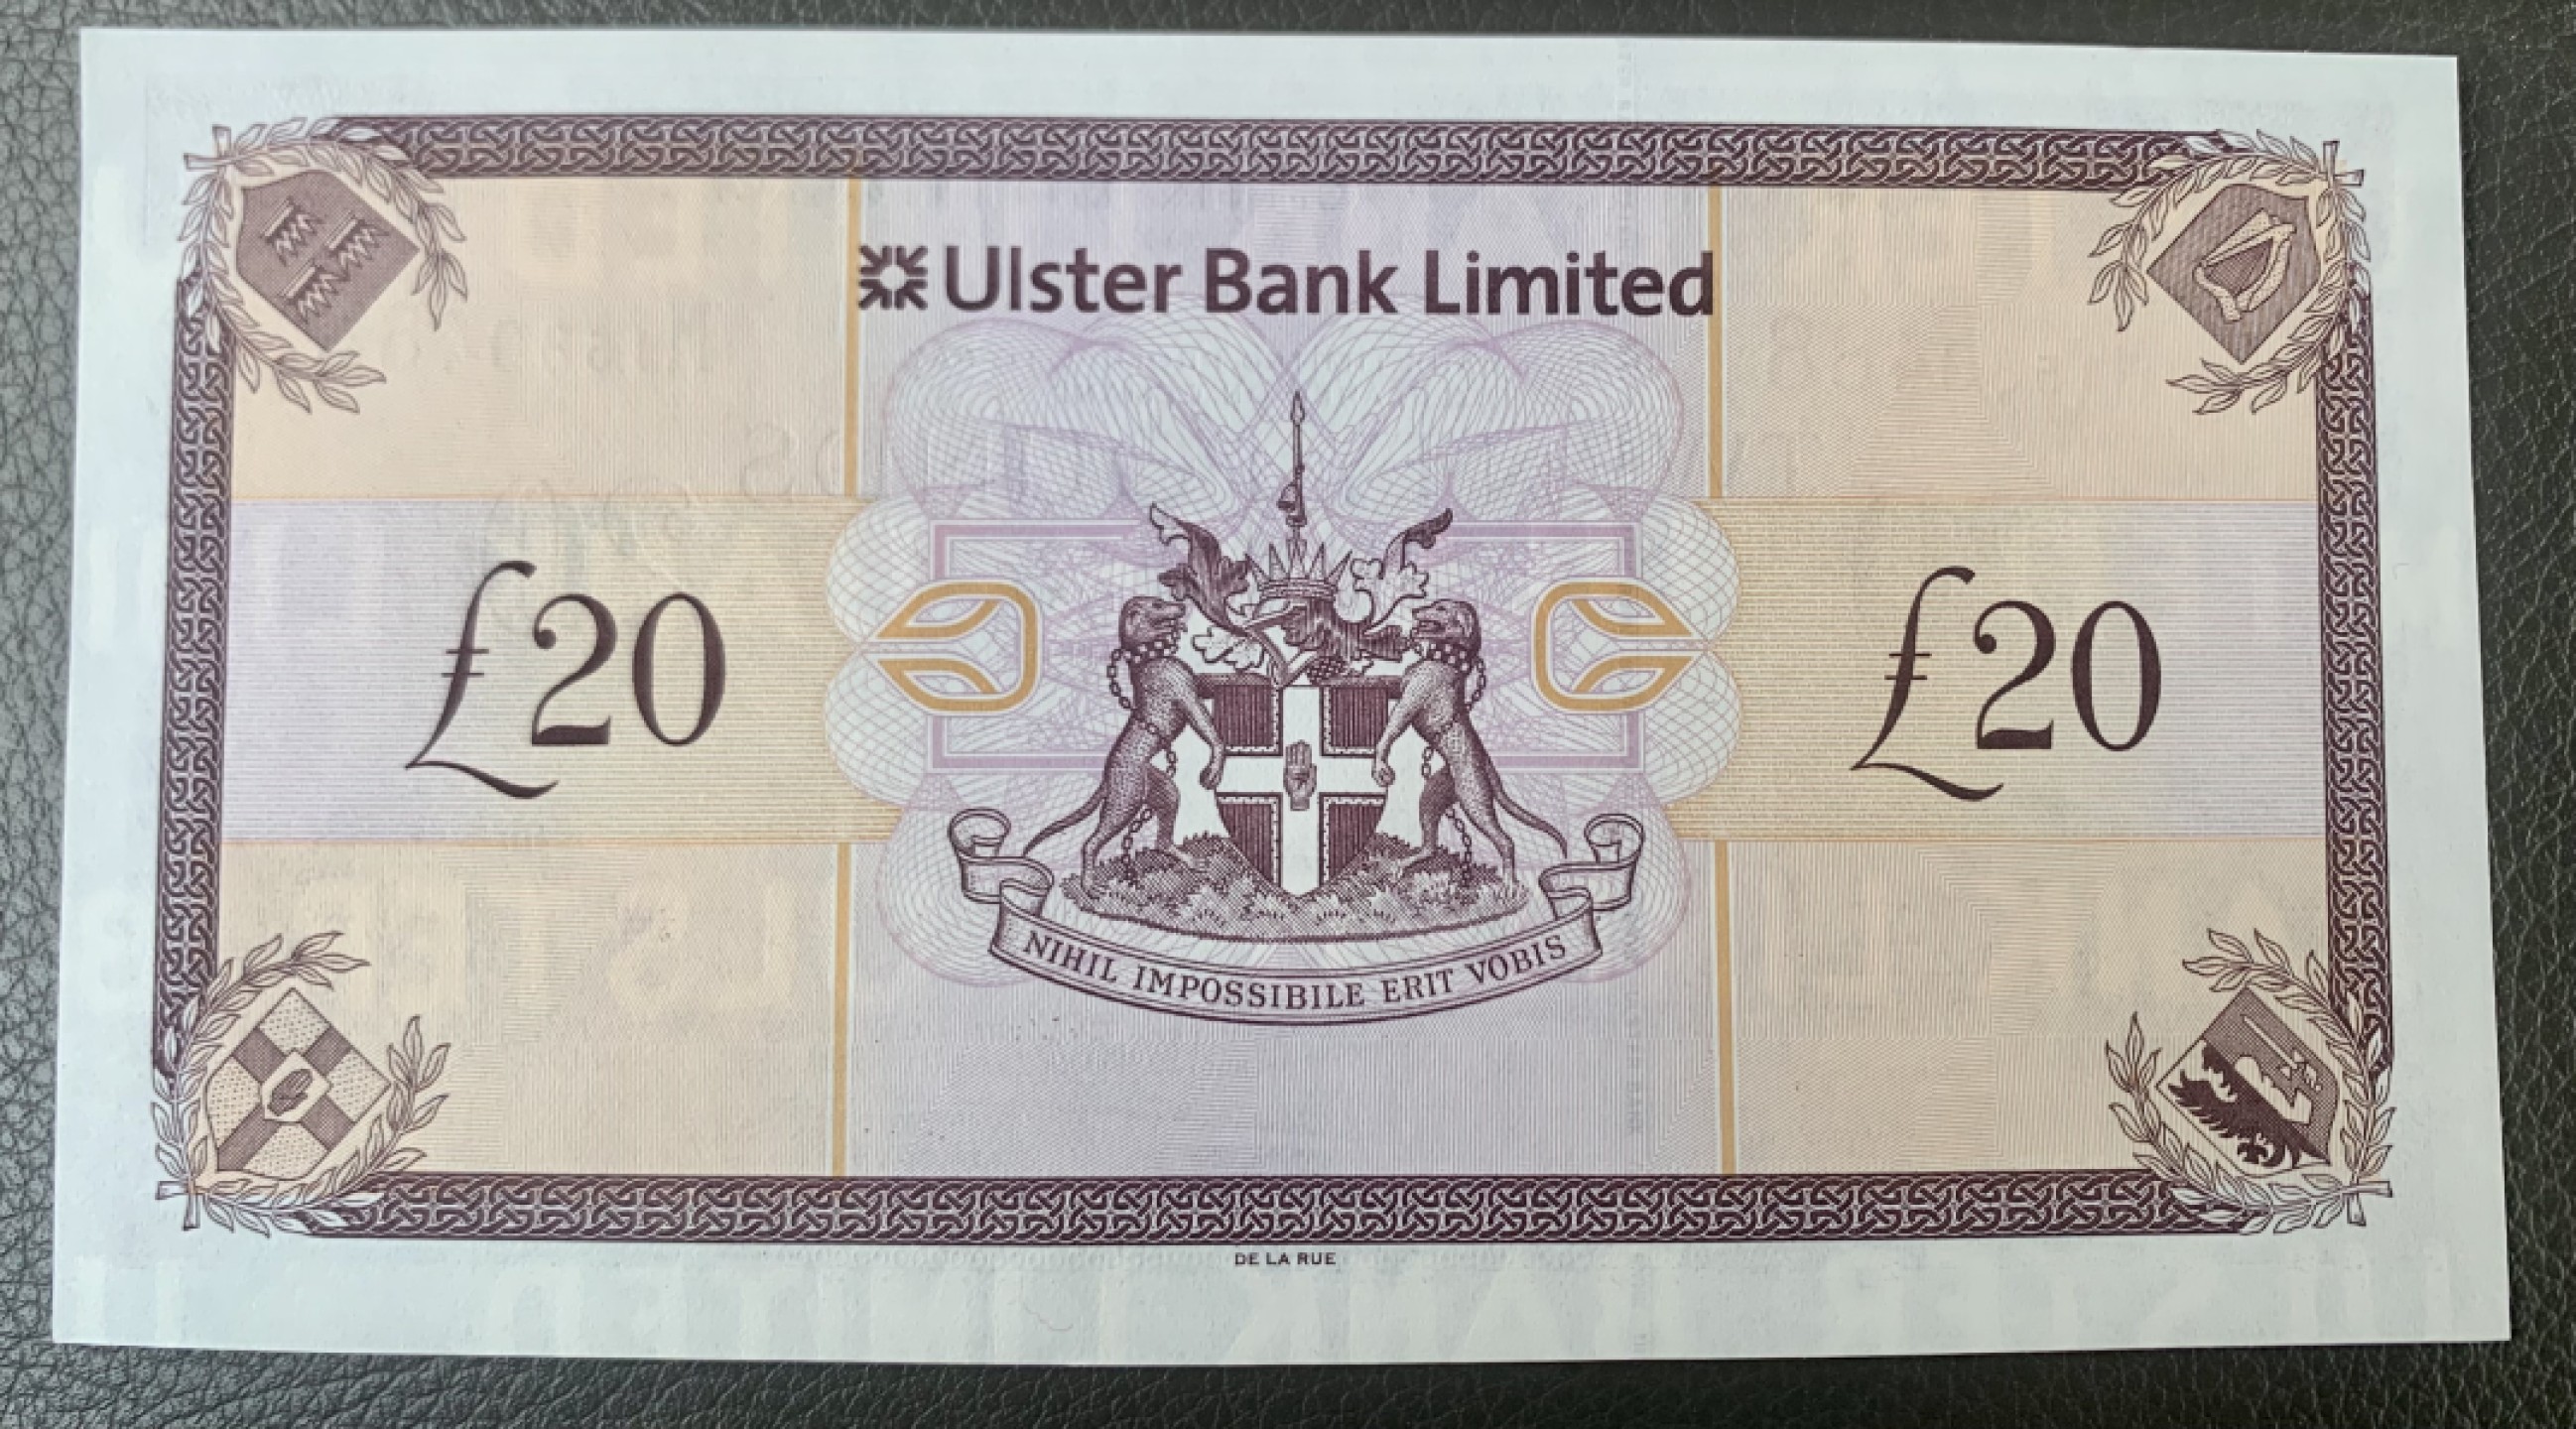 Ulster Bank Limited
£20
£20
NIHIL IMPOSSIBILE ERIT VOBIS
DE LA RUE